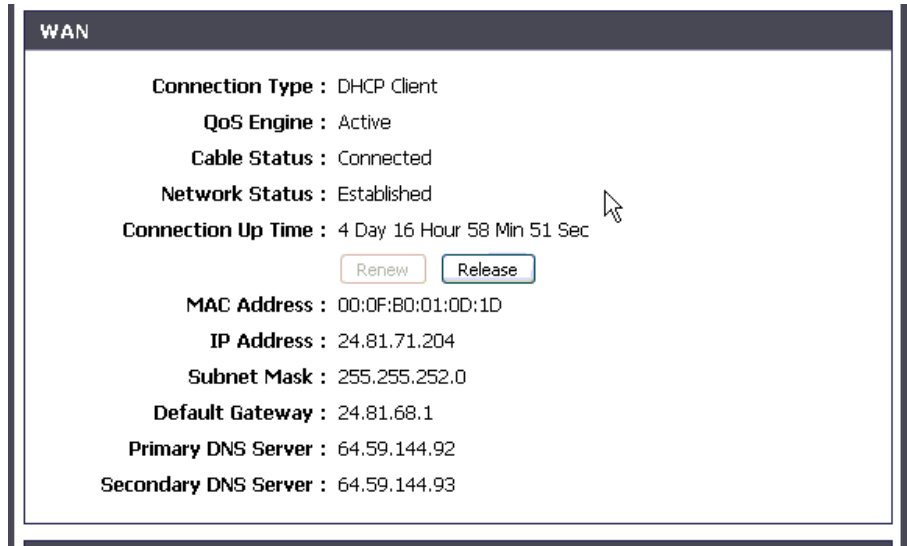 WAN
Connection Type : DHCP Client
QoS Engine : Active
Cable Status : Connected
Network Status : Established
Connection Up Time : 4 Day 16 Hour 58 Min 51 Sec
Renew Release
MAC Address : 00:0F:B0:01:0D:1D
IP Address : 24.81.71.204
Subnet Mask : 255.255.252.0
Default Gateway : 24.81.68.1
Primary DNS Server : 64.59.144.92
Secondary DNS Server : 64.59.144.93